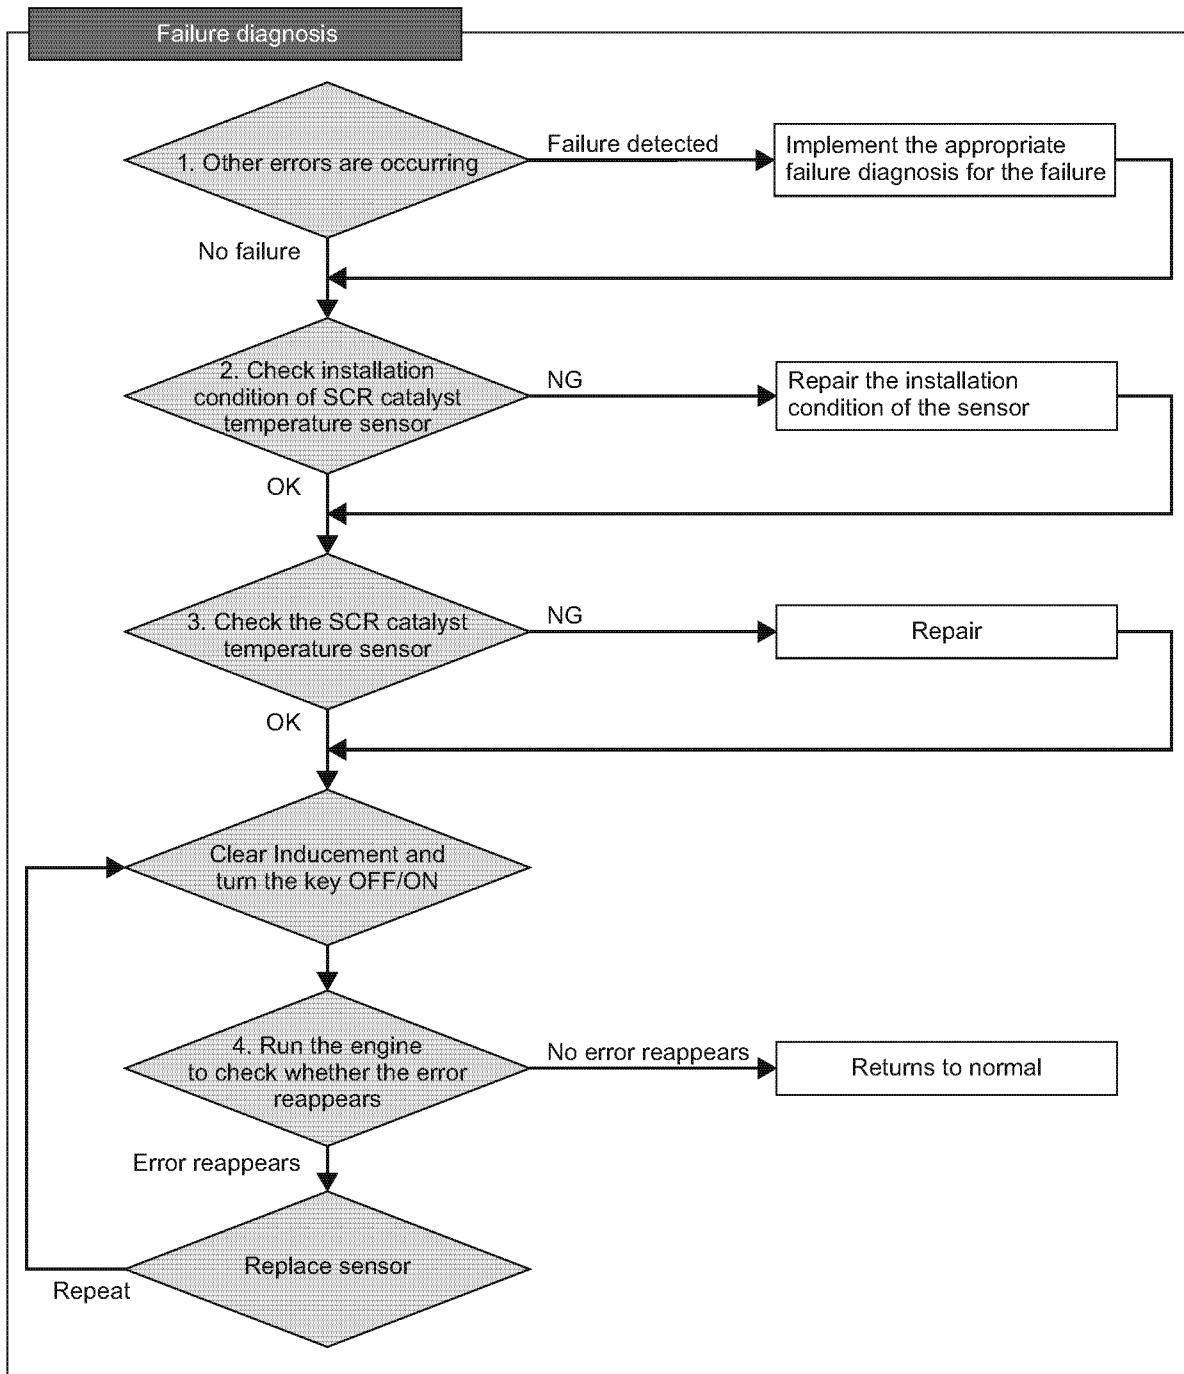 Failure diagnosis
1. Other errors are occurring
Failure detected
Implement the appropriate
failure diagnosis for the failure
No failure
2. Check installation
condition of SCR catalyst
temperature sensor
NG
Repair the installation
condition of the sensor
OK
3. Check the SCR catalyst
temperature sensor
NG
Repair
OK
Clear Inducement and
turn the key OFF/ON
4. Run the engine
to check whether the error
reappears
No error reappears
Returns to normal
Error reappears
Replace sensor
Repeat